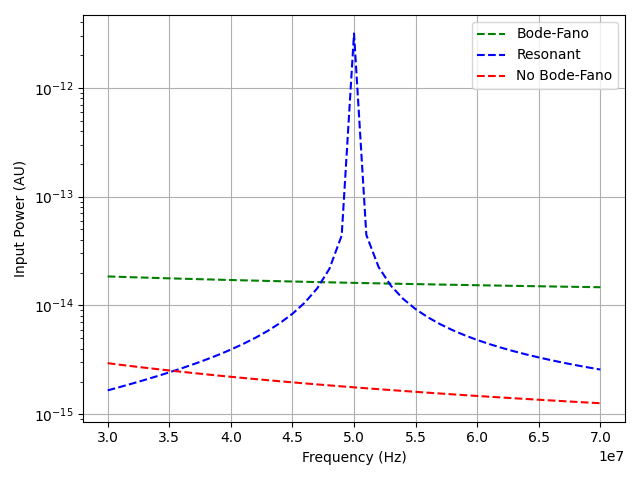 Bode-Fano
Resonant
No Bode-Fano
Input Power (AU)
10⁻¹²
10⁻¹³
10⁻¹⁴
10⁻¹⁵
3.0 3.5 4.0 4.5 5.0 5.5 6.0 6.5 7.0
1e7
Frequency (Hz)